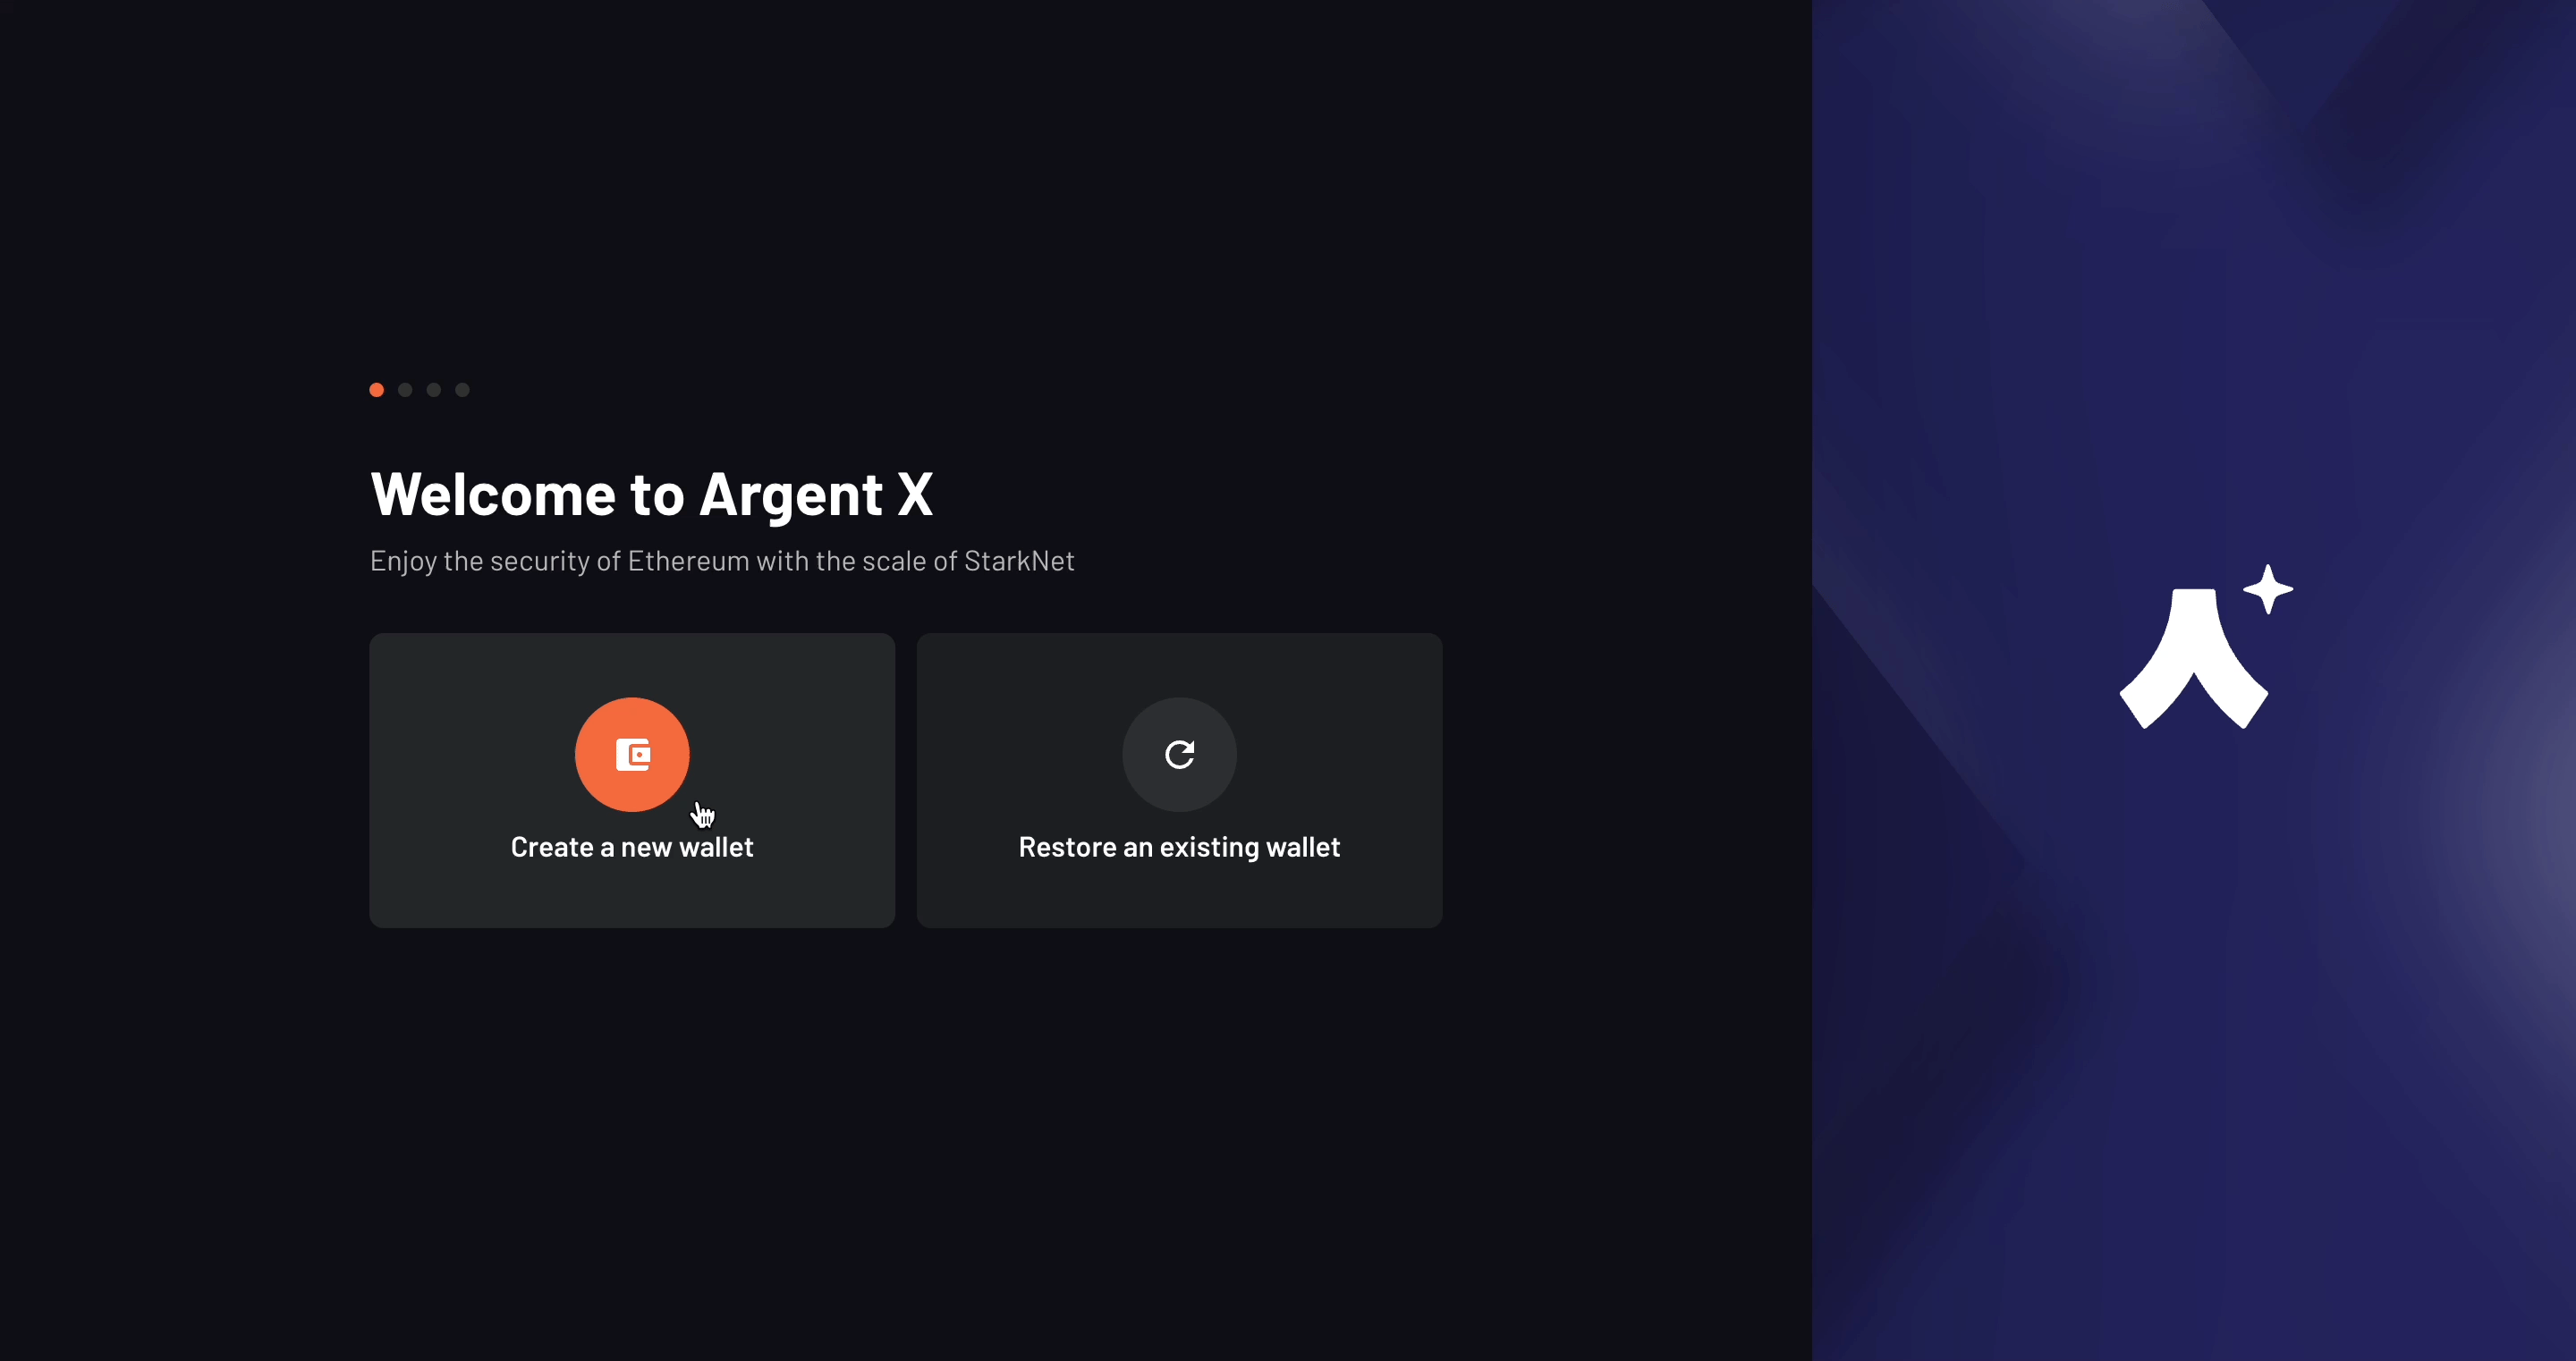 Welcome to Argent X
Enjoy the security of Ethereum with the scale of StarkNet
Create a new wallet
Restore an existing wallet